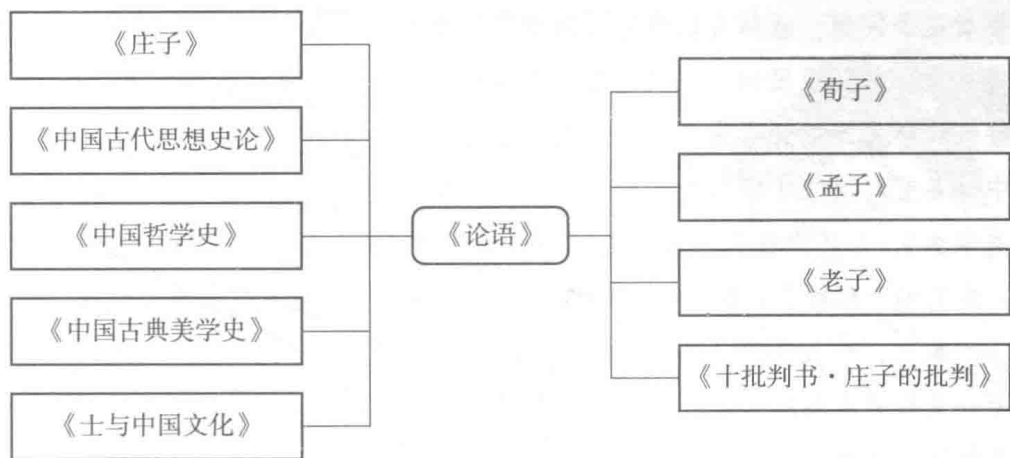 《庄子》
《中国古代思想史论》
《中国哲学史》
《中国古典美学史》
《士与中国文化》
《论语》
《荀子》
《孟子》
《老子》
《十批判书·庄子的批判》